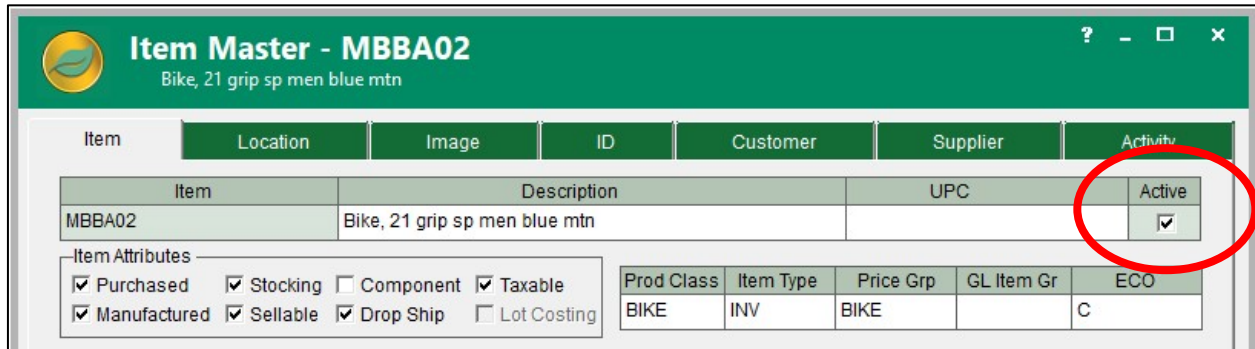 Item Master - MBBA02
? _ □ ×
Bike, 21 grip sp men blue mtn
Item Location Image ID Customer Supplier Activity
Item Description UPC Active
MBBA02 Bike, 21 grip sp men blue mtn
Item Attributes
Purchased Stocking Component Taxable
Manufactured Sellable Drop Ship Lot Costing
Prod Class Item Type Price Grp GL Item Gr ECO
BIKE INV BIKE C